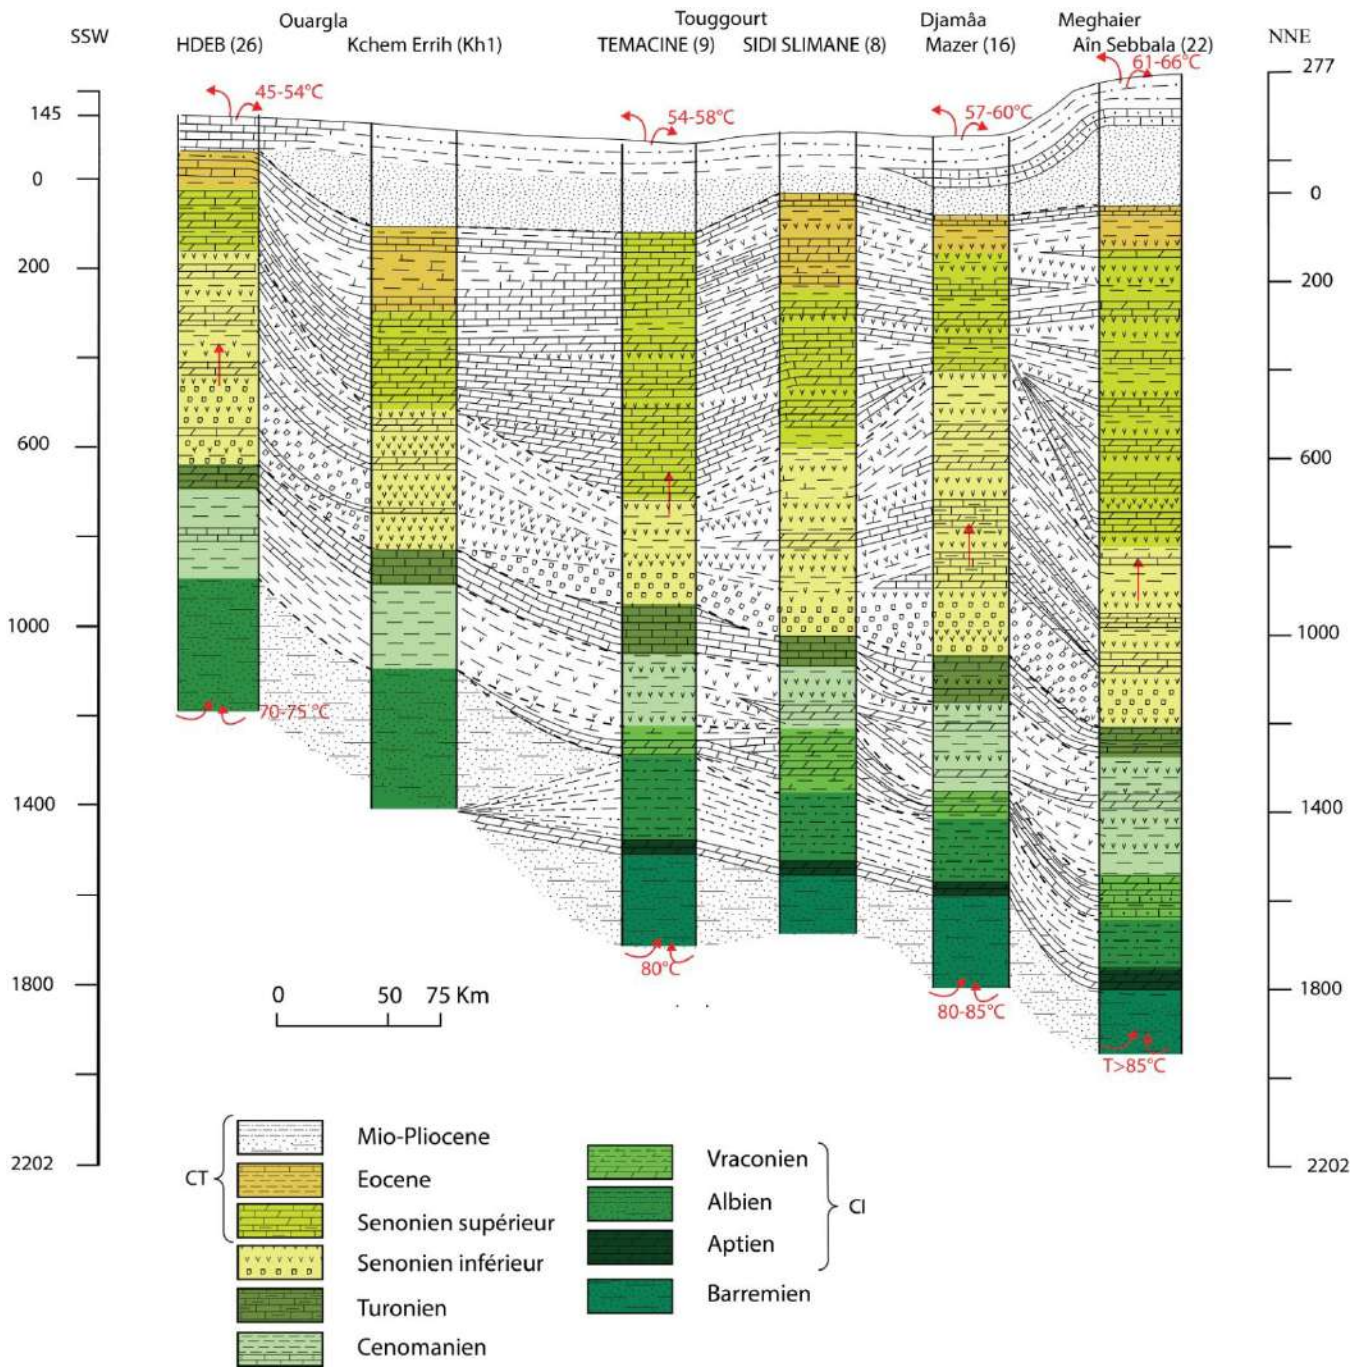 Ouargla Touggourt Djamâa Meghaier
SSW HDEB (26) Kchem Errih (Kh1) TEMACINE (9) SIDI SLIMANE (8) Mazer (16) Aîn Sebbala (22) NNE
61-66°C
277
45-54°C
145
54-58°C
57-60°C
0
0
200
200
600
600
1000
1000
70-75 °C
1400
1400
80°C
1800
1800
0 50 75 Km
80-85°C
T>85°C
2202
2202
CT
Mio-Pliocene
Eocene
Senonien supérieur
Senonien inférieur
Turonien
Cenomanien
Vraconien
Albien
Aptien
CI
Barremien